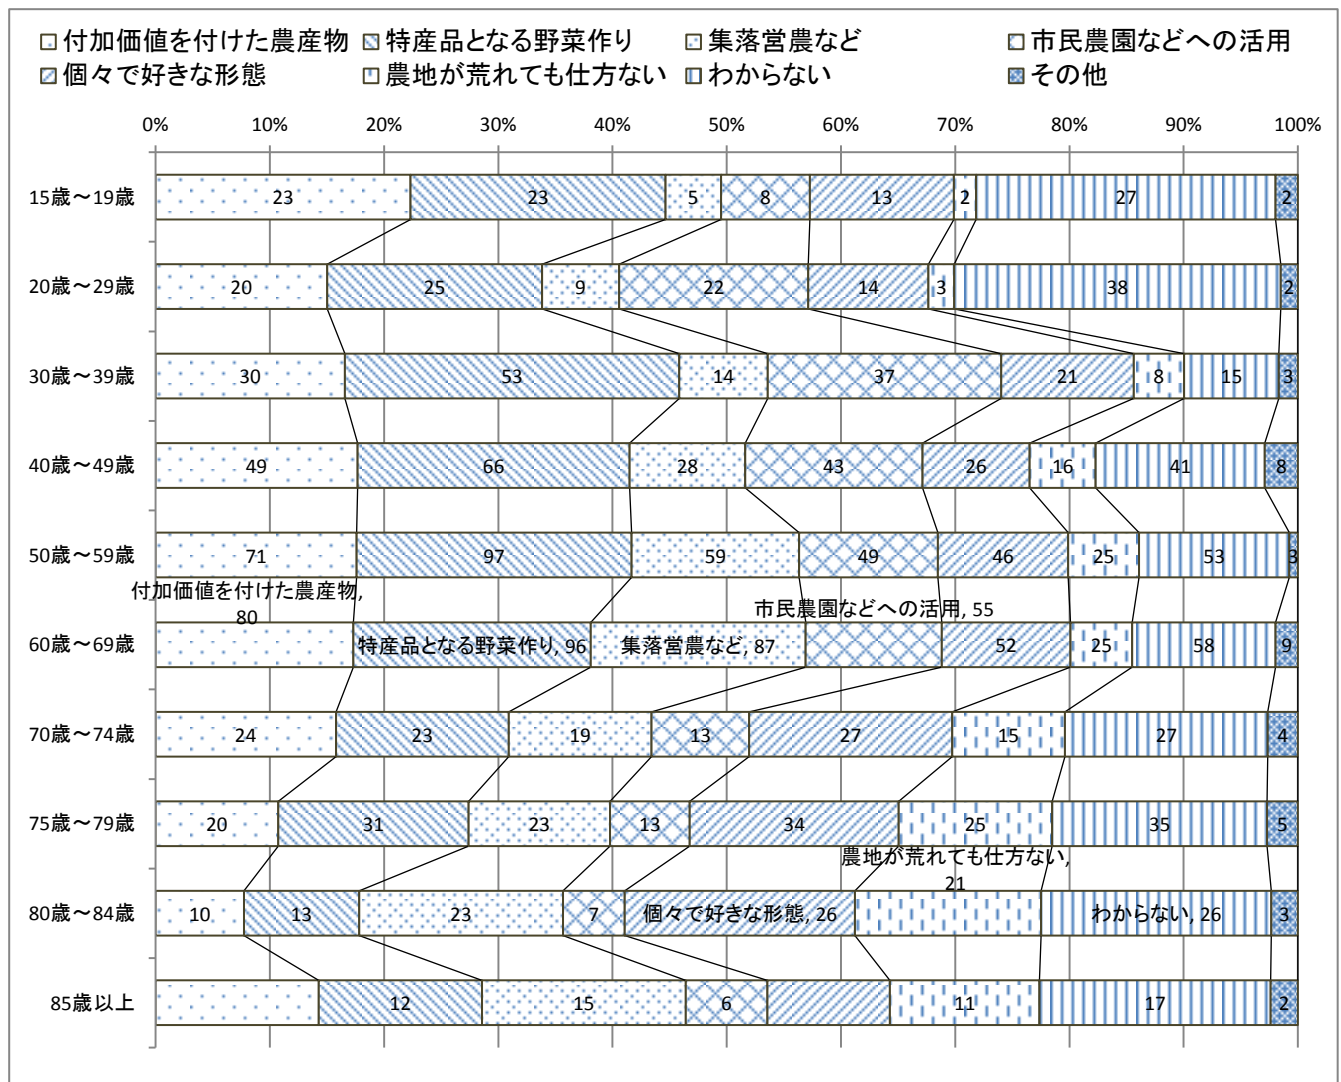 付加価値を付けた農産物 特産品となる野菜作り 集落営農など 市民農園などへの活用
個々で好きな形態 農地が荒れても仕方ない わからない その他
0% 10% 20% 30% 40% 50% 60% 70% 80% 90% 100%
15歳～19歳 23 23 5 8 13 2 27 2
20歳～29歳 20 25 9 22 14 3 38 2
30歳～39歳 30 53 14 37 21 8 15 3
40歳～49歳 49 66 28 43 26 16 41 8
50歳～59歳 71 97 59 49 46 25 53 3
付加価値を付けた農産物, 市民農園などへの活用, 55
80
60歳～69歳 特産品となる野菜作り, 96 集落営農など, 87 52 25 58 9
70歳～74歳 24 23 19 13 27 15 27 4
75歳～79歳 20 31 23 13 34 25 35 5
農地が荒れても仕方ない,
21
80歳～84歳 10 13 23 7 個々で好きな形態, 26 わからない, 26 3
85歳以上 12 15 6 11 17 2